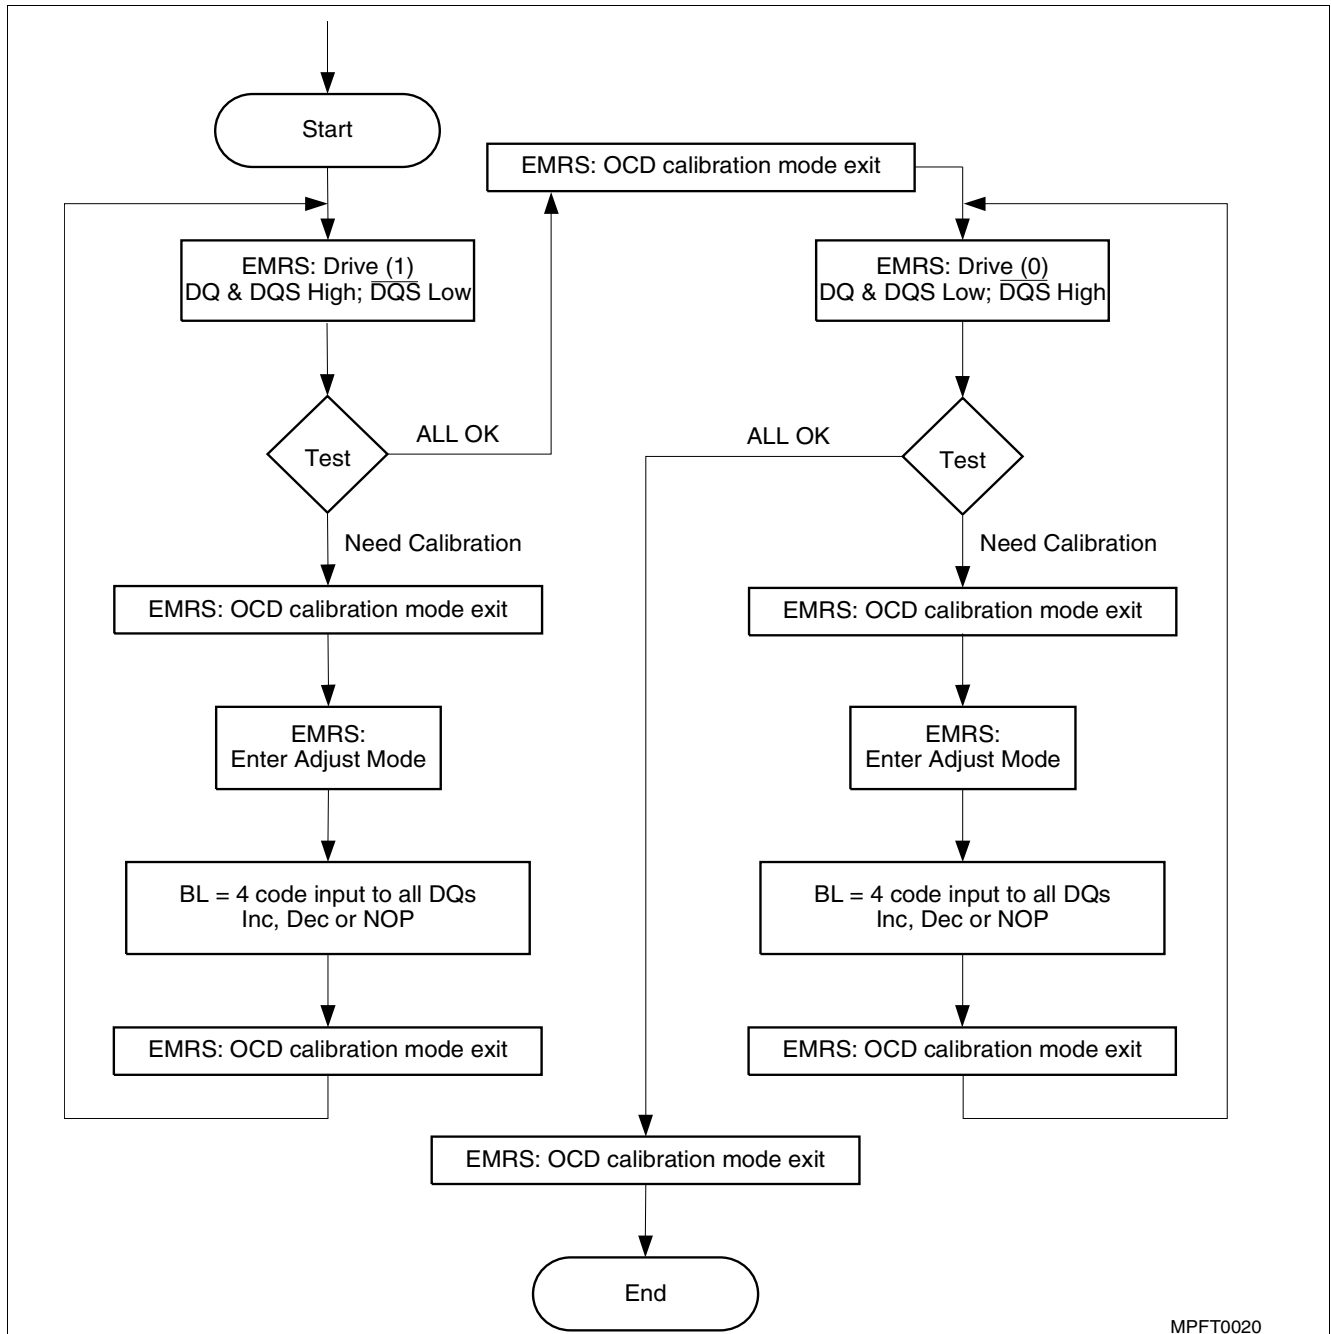 Start
EMRS: Drive (1)
DQ & DQS High; D̅Q̅S̅ Low
Test
ALL OK
Need Calibration
EMRS: OCD calibration mode exit
EMRS:
Enter Adjust Mode
BL = 4 code input to all DQs
Inc, Dec or NOP
EMRS: OCD calibration mode exit
EMRS: OCD calibration mode exit
EMRS: Drive (0)
DQ & DQS Low; D̅Q̅S̅ High
Test
ALL OK
Need Calibration
EMRS: OCD calibration mode exit
EMRS:
Enter Adjust Mode
BL = 4 code input to all DQs
Inc, Dec or NOP
EMRS: OCD calibration mode exit
EMRS: OCD calibration mode exit
End
MPFT0020